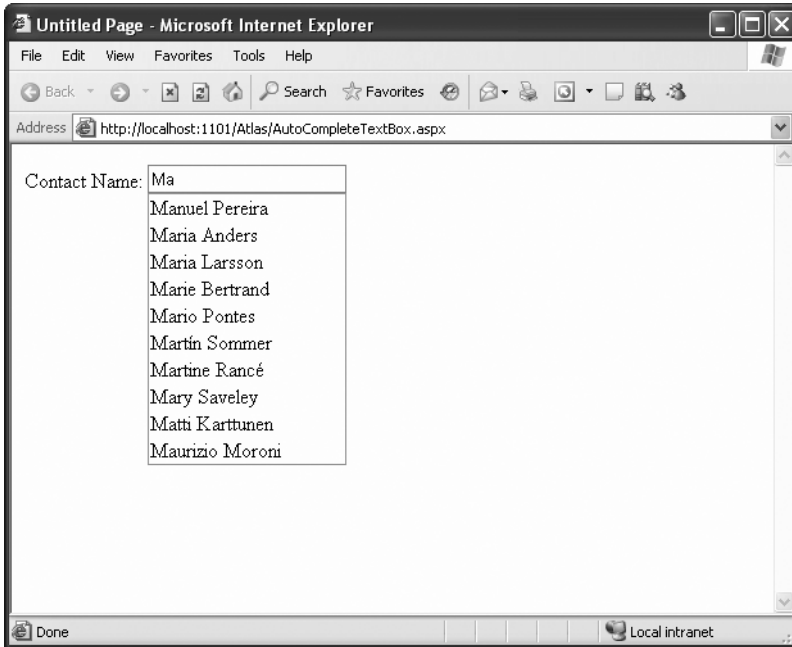 Untitled Page - Microsoft Internet Explorer
File Edit View Favorites Tools Help
Back Search Favorites
Address http://localhost:1101/Atlas/AutoCompleteTextBox.aspx
Contact Name: Ma
Manuel Pereira
Maria Anders
Maria Larsson
Marie Bertrand
Mario Pontes
Martín Sommer
Martine Rancé
Mary Saveley
Matti Karttunen
Maurizio Moroni
Done Local intranet